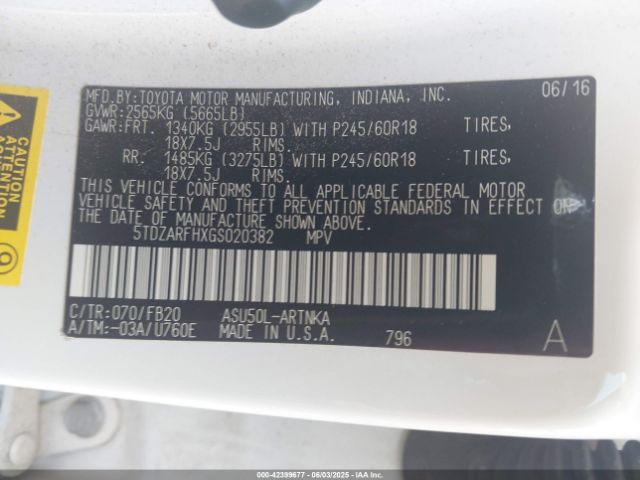 MFD.BY:TOYOTA MOTOR MANUFACTURING, INDIANA, INC. 06/16
GVWR:2565KG (5665LB)
GAWR:FRT. 1340KG (2955LB) WITH P245/60R18 TIRES,
18X7.5J RIMS.
RR. 1485KG (3275LB) WITH P245/60R18 TIRES,
18X7.5J RIMS.
THIS VEHICLE CONFORMS TO ALL APPLICABLE FEDERAL MOTOR
VEHICLE SAFETY AND THEFT PREVENTION STANDARDS IN EFFECT ON
THE DATE OF MANUFACTURE SHOWN ABOVE.
5TDZARFHXGS020382 MPV
C/TR:070/FB20 ASU50L-ARTNKA
A/TM:-03A/U760E MADE IN U.S.A. 796 A
ATTENTION
000-42399677 - 06/03/2025 - COPART.COM